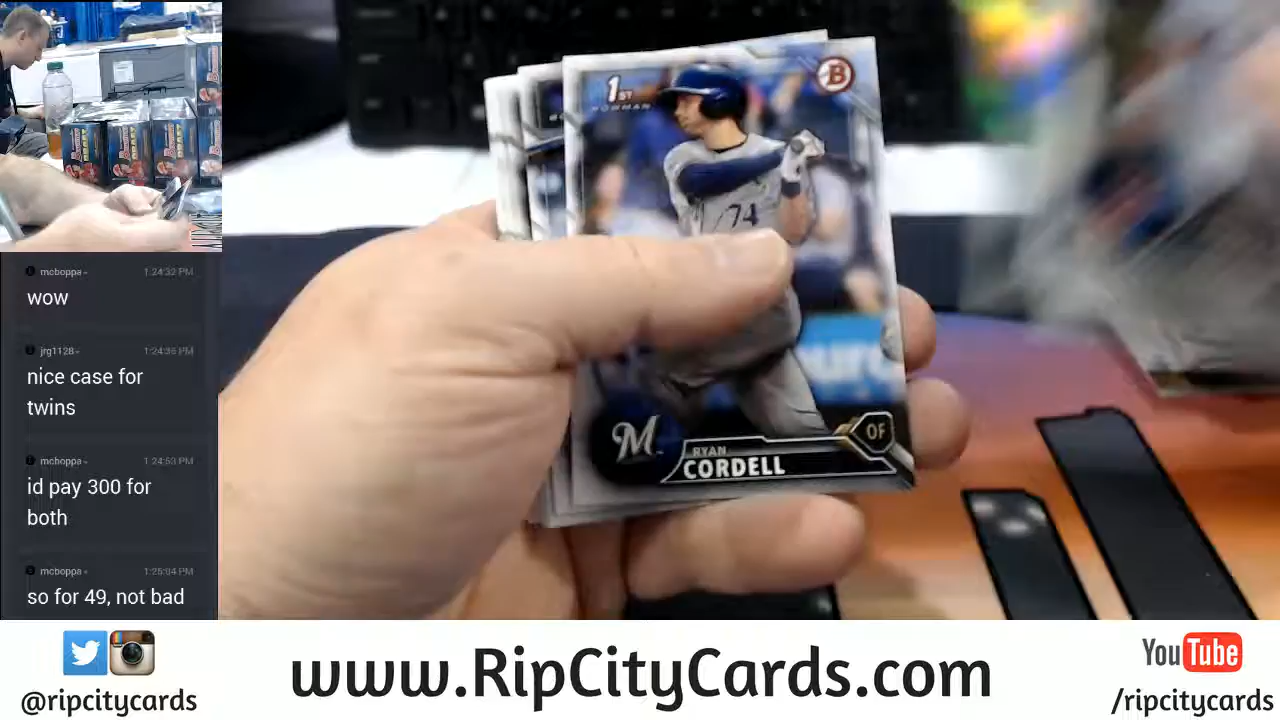 mcboppa
1:24:32 PM
wow
jrg1128
1:24:35 PM
nice case for
twins
mcboppa
1:24:53 PM
id pay 300 for
both
mcboppa
1:25:04 PM
so for 49, not bad
1ST
BOWMAN
B
74
M
RYAN
CORDELL
OF
@ripcitycards
www.RipCityCards.com
YouTube
/ripcitycards